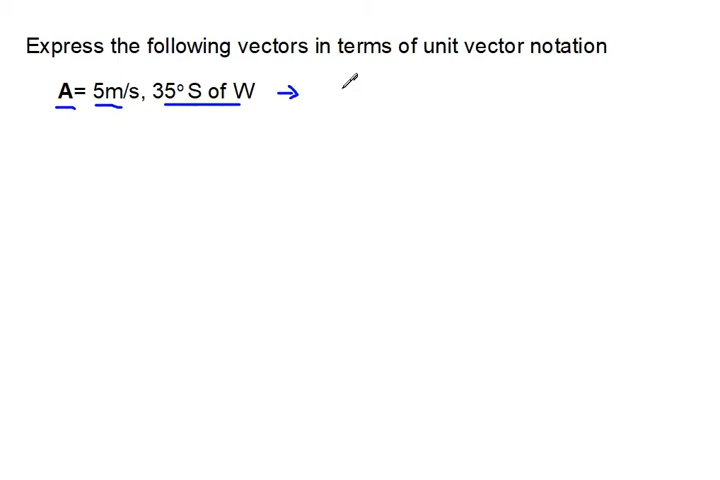 Express the following vectors in terms of unit vector notation
A= 5m/s, 35° S of W →